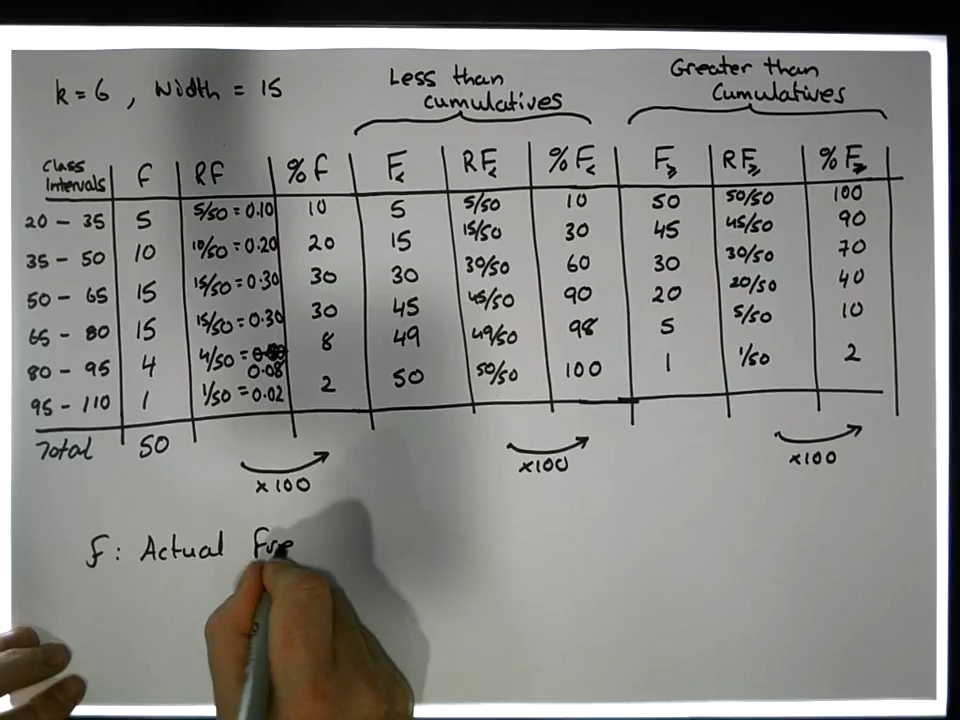 k = 6 , Width = 15
Less than cumulatives
Greater than Cumulatives
Class Intervals | f | RF | % f | F< | RF< | % F< | F≥ | RF≥ | % F≥
20 - 35 | 5 | 5/50 = 0.10 | 10 | 5 | 5/50 | 10 | 50 | 50/50 | 100
35 - 50 | 10 | 10/50 = 0.20 | 20 | 15 | 15/50 | 30 | 45 | 45/50 | 90
50 - 65 | 15 | 15/50 = 0.30 | 30 | 30 | 30/50 | 60 | 30 | 30/50 | 70
65 - 80 | 15 | 15/50 = 0.30 | 30 | 45 | 45/50 | 90 | 20 | 20/50 | 40
80 - 95 | 4 | 4/50 = 0.08 | 8 | 49 | 49/50 | 98 | 5 | 5/50 | 10
95 - 110 | 1 | 1/50 = 0.02 | 2 | 50 | 50/50 | 100 | 1 | 1/50 | 2
Total | 50
×100 ×100 ×100
f : Actual Fre